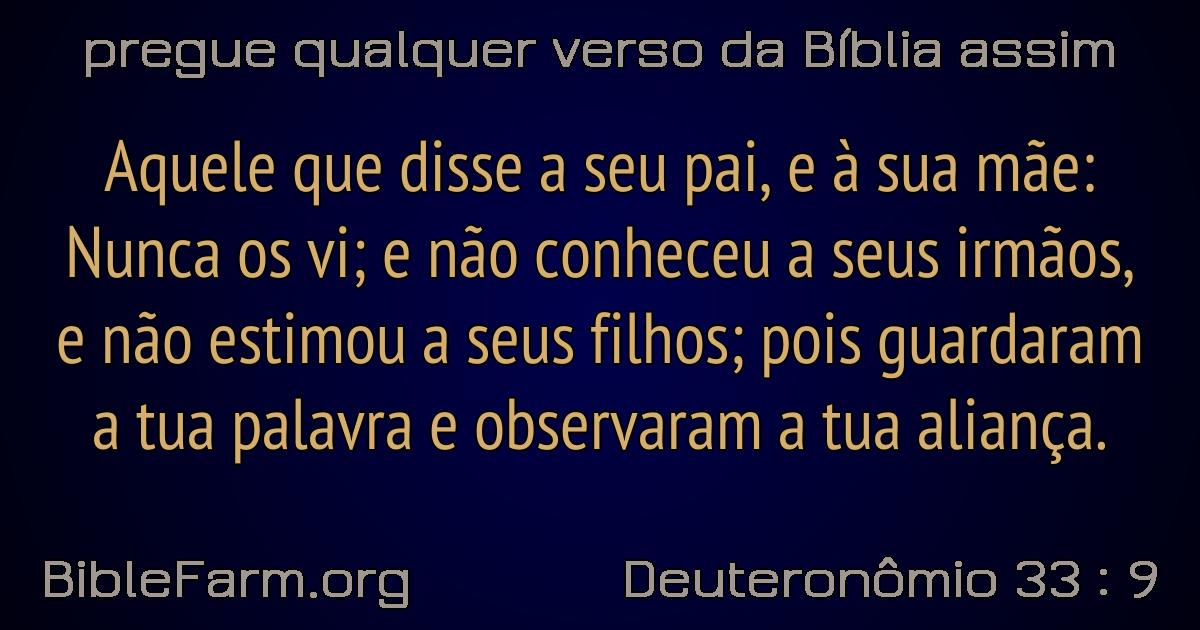 pregue qualquer verso da Bíblia assim
Aquele que disse a seu pai, e à sua mãe:
Nunca os vi; e não conheceu a seus irmãos,
e não estimou a seus filhos; pois guardaram
a tua palavra e observaram a tua aliança.
BibleFarm.org
Deuteronômio 33 : 9